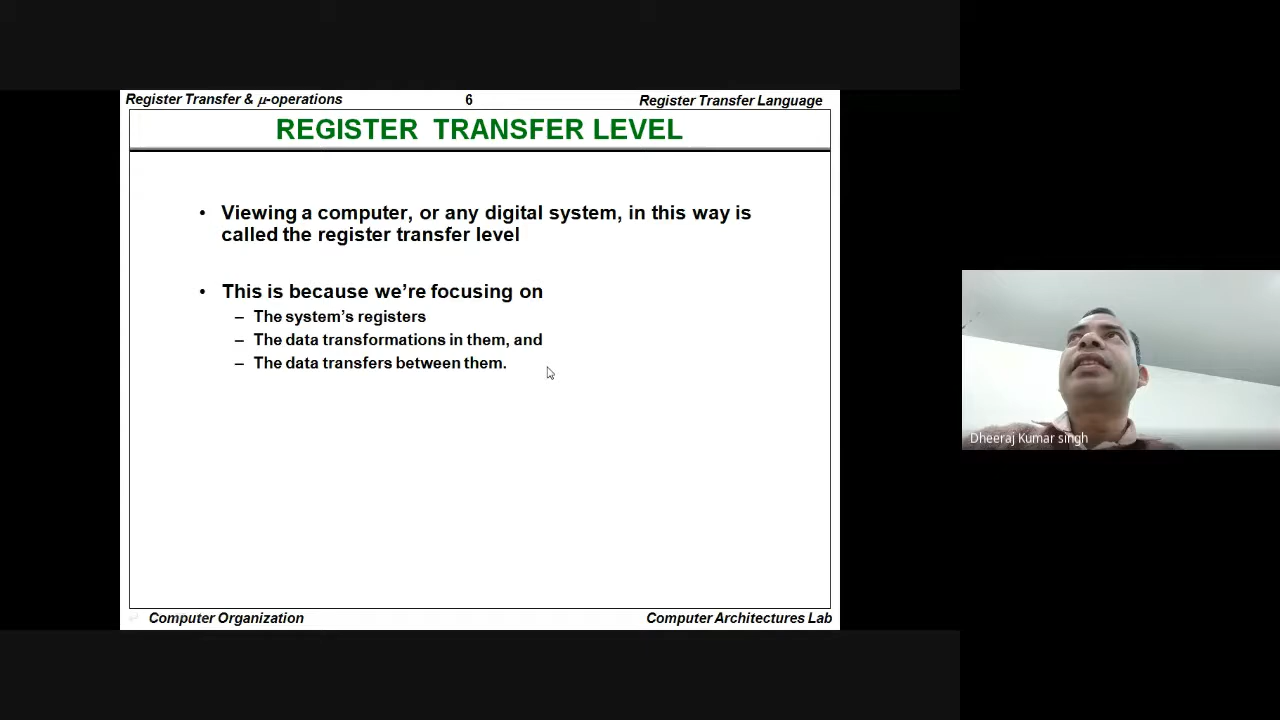 Register Transfer & μ-operations 6 Register Transfer Language
REGISTER TRANSFER LEVEL
• Viewing a computer, or any digital system, in this way is
called the register transfer level
• This is because we’re focusing on
– The system’s registers
– The data transformations in them, and
– The data transfers between them.
Dheeraj Kumar singh
Computer Organization Computer Architectures Lab